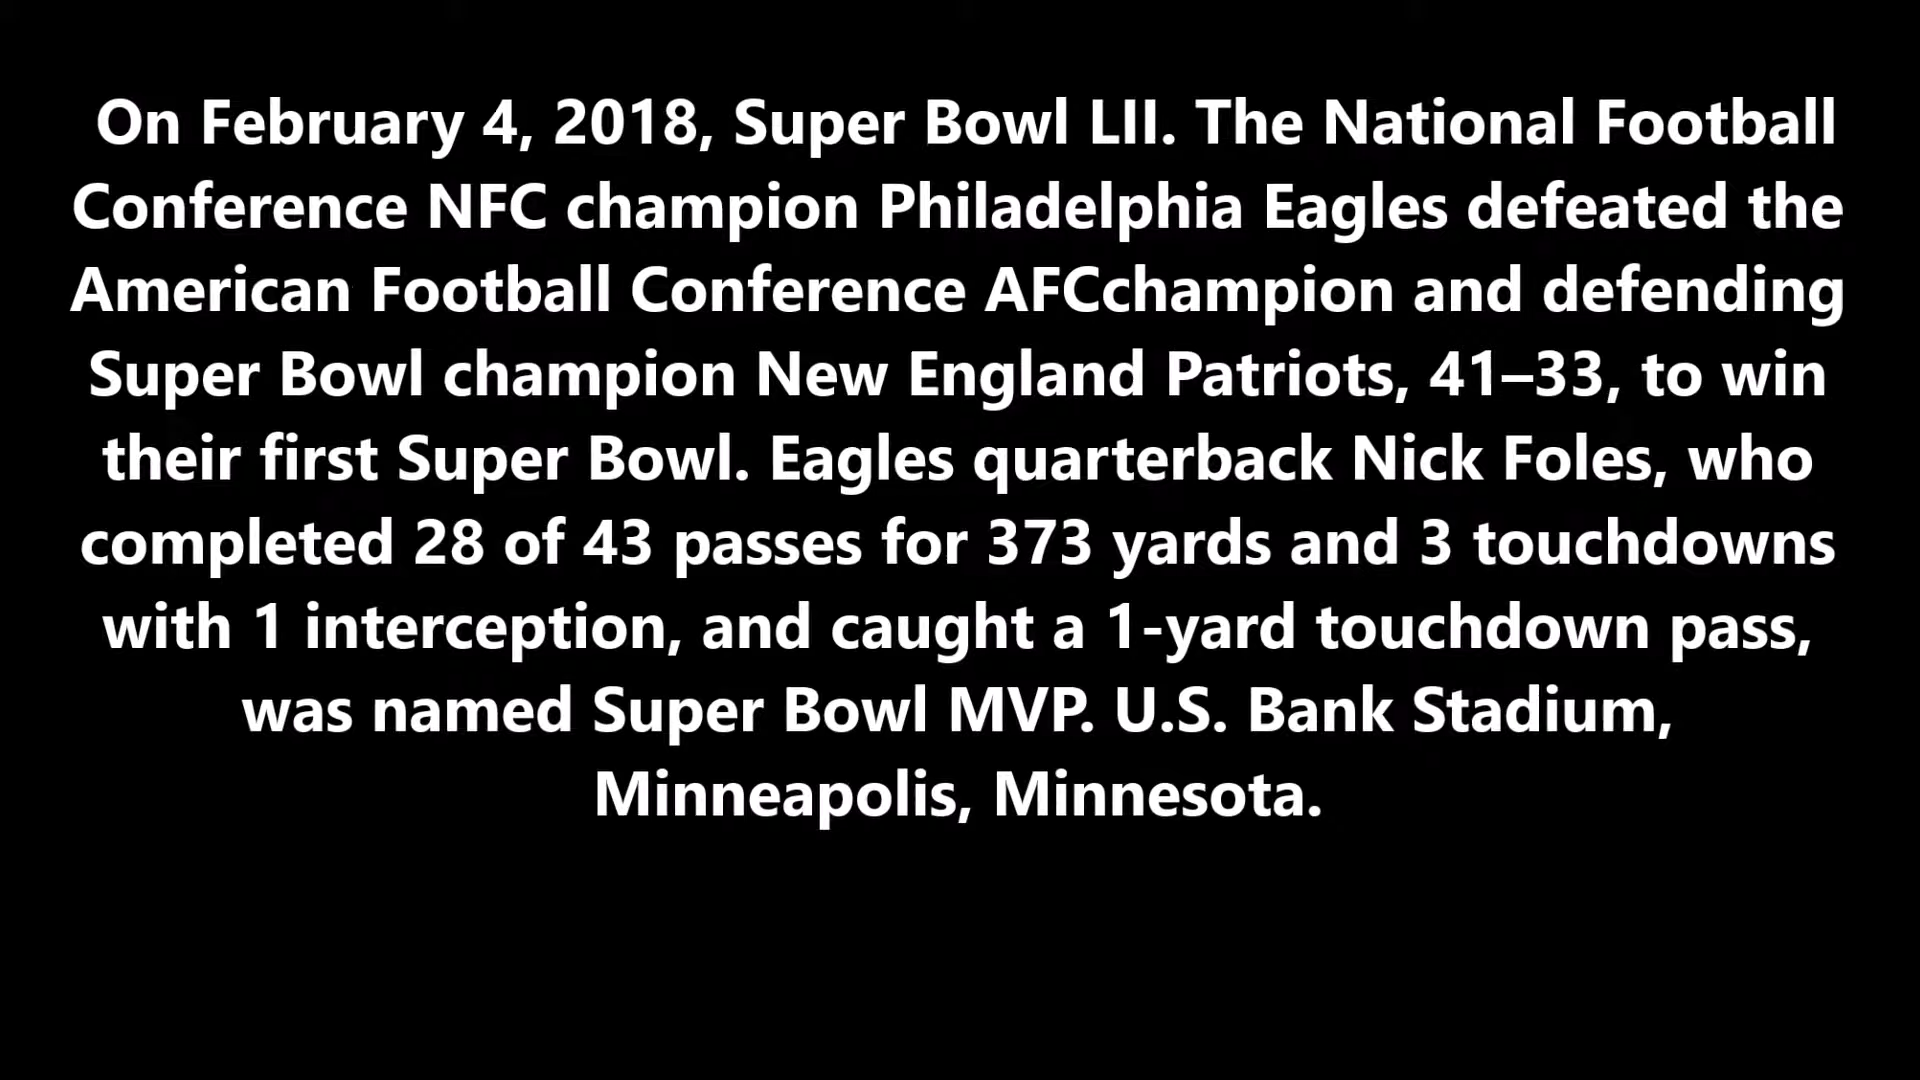 On February 4, 2018, Super Bowl LII. The National Football
Conference NFC champion Philadelphia Eagles defeated the
American Football Conference AFCchampion and defending
Super Bowl champion New England Patriots, 41–33, to win
their first Super Bowl. Eagles quarterback Nick Foles, who
completed 28 of 43 passes for 373 yards and 3 touchdowns
with 1 interception, and caught a 1-yard touchdown pass,
was named Super Bowl MVP. U.S. Bank Stadium,
Minneapolis, Minnesota.